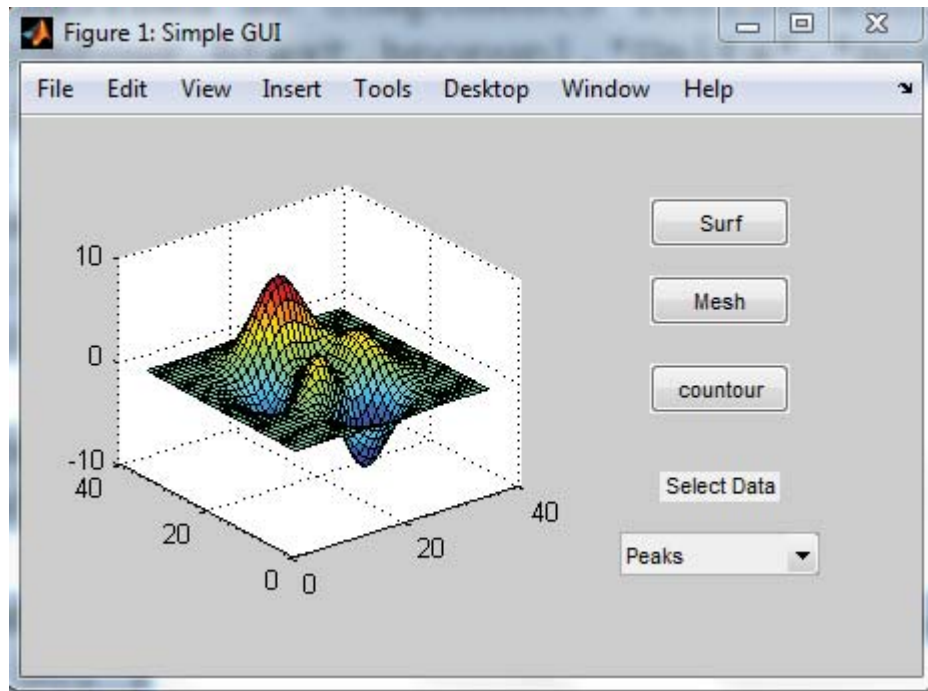 Figure 1: Simple GUI
File Edit View Insert Tools Desktop Window Help
10
0
-10
40
20
0
0
20
40
Surf
Mesh
countour
Select Data
Peaks